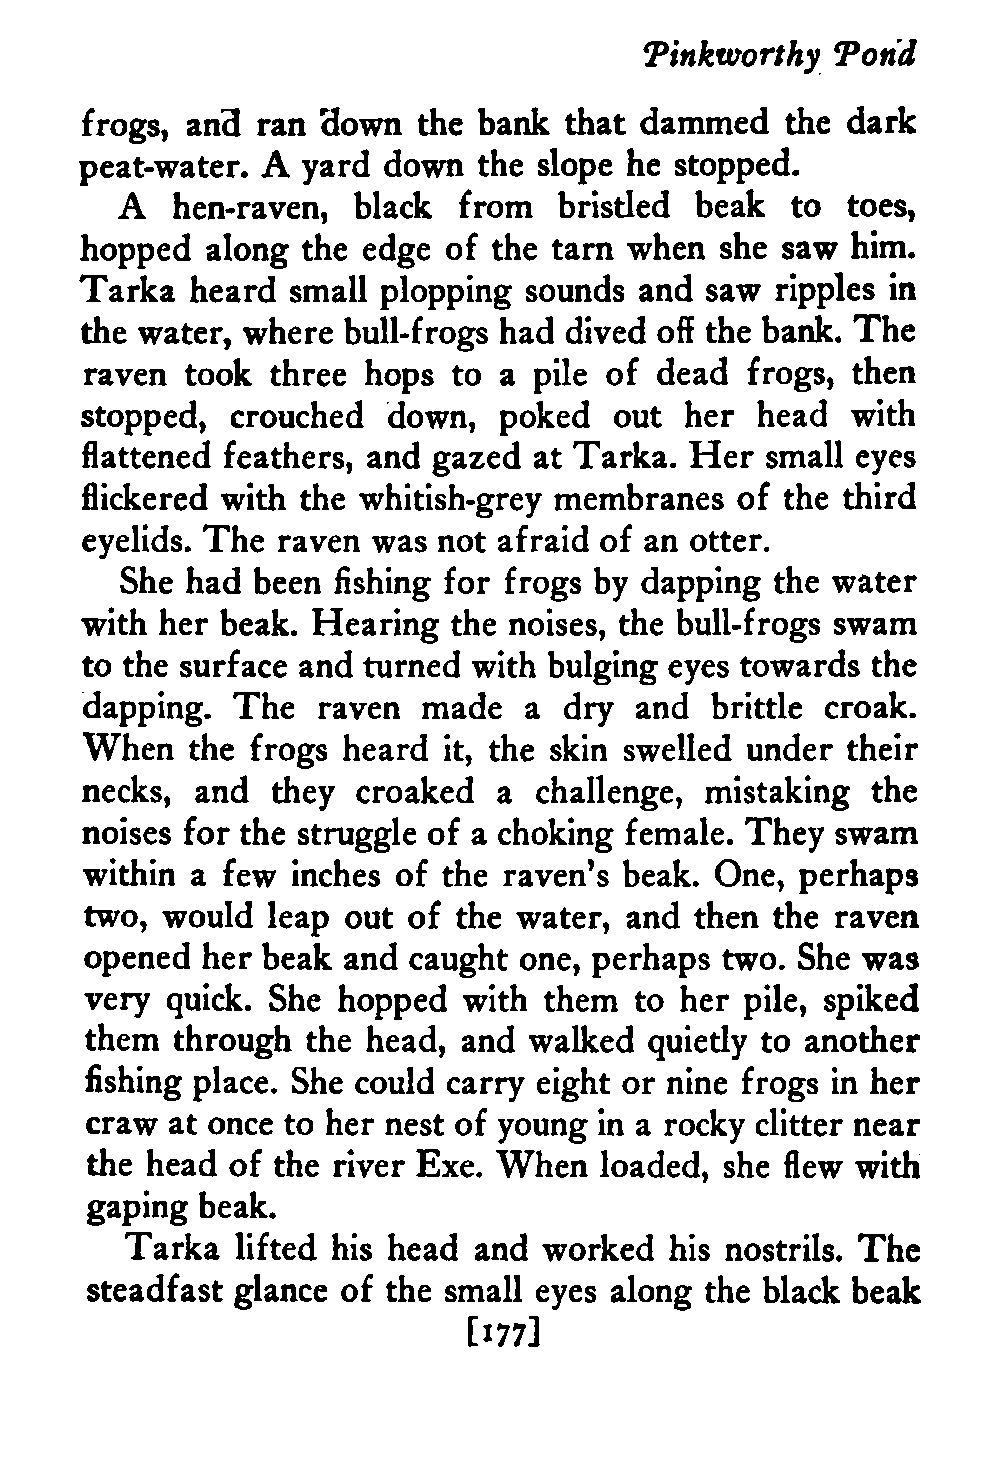 Pinkworthy Pond
frogs, and ran down the bank that dammed the dark
peat-water. A yard down the slope he stopped.
A hen-raven, black from bristled beak to toes,
hopped along the edge of the tarn when she saw him.
Tarka heard small plopping sounds and saw ripples in
the water, where bull-frogs had dived off the bank. The
raven took three hops to a pile of dead frogs, then
stopped, crouched down, poked out her head with
flattened feathers, and gazed at Tarka. Her small eyes
flickered with the whitish-grey membranes of the third
eyelids. The raven was not afraid of an otter.
She had been fishing for frogs by dapping the water
with her beak. Hearing the noises, the bull-frogs swam
to the surface and turned with bulging eyes towards the
dapping. The raven made a dry and brittle croak.
When the frogs heard it, the skin swelled under their
necks, and they croaked a challenge, mistaking the
noises for the struggle of a choking female. They swam
within a few inches of the raven's beak. One, perhaps
two, would leap out of the water, and then the raven
opened her beak and caught one, perhaps two. She was
very quick. She hopped with them to her pile, spiked
them through the head, and walked quietly to another
fishing place. She could carry eight or nine frogs in her
craw at once to her nest of young in a rocky clitter near
the head of the river Exe. When loaded, she flew with
gaping beak.
Tarka lifted his head and worked his nostrils. The
steadfast glance of the small eyes along the black beak
[177]